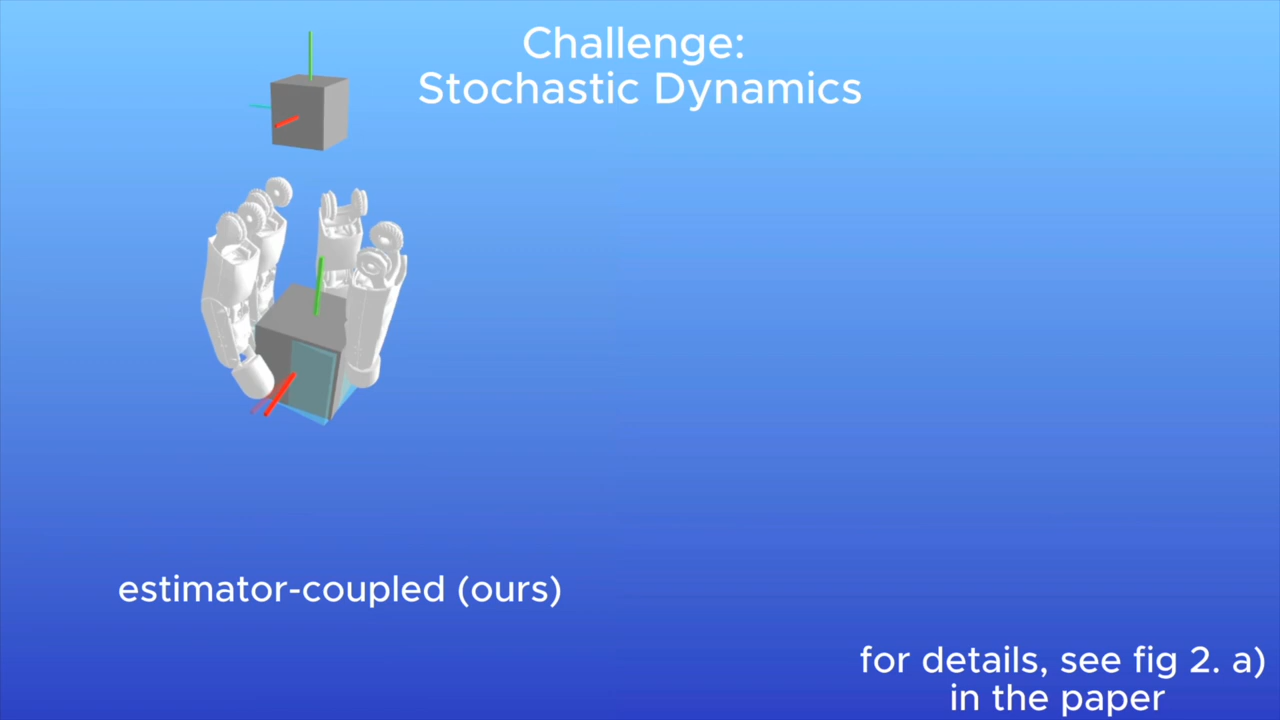 Challenge:
Stochastic Dynamics
estimator-coupled (ours)
for details, see fig 2. a)
in the paper